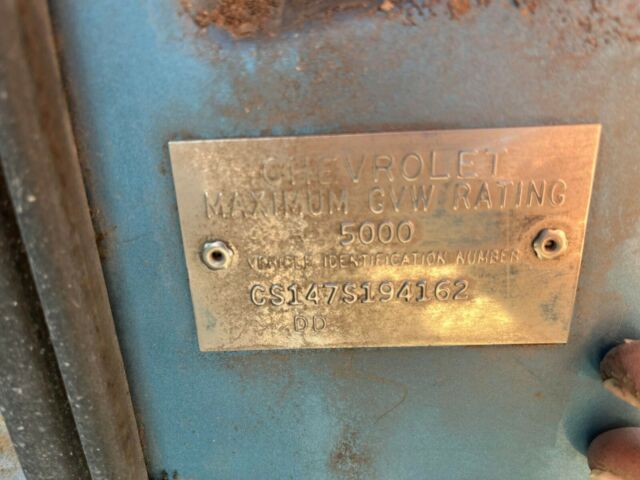 CHEVROLET
MAXIMUM GVW RATING
5000
VEHICLE IDENTIFICATION NUMBER
CS147S194162
DD